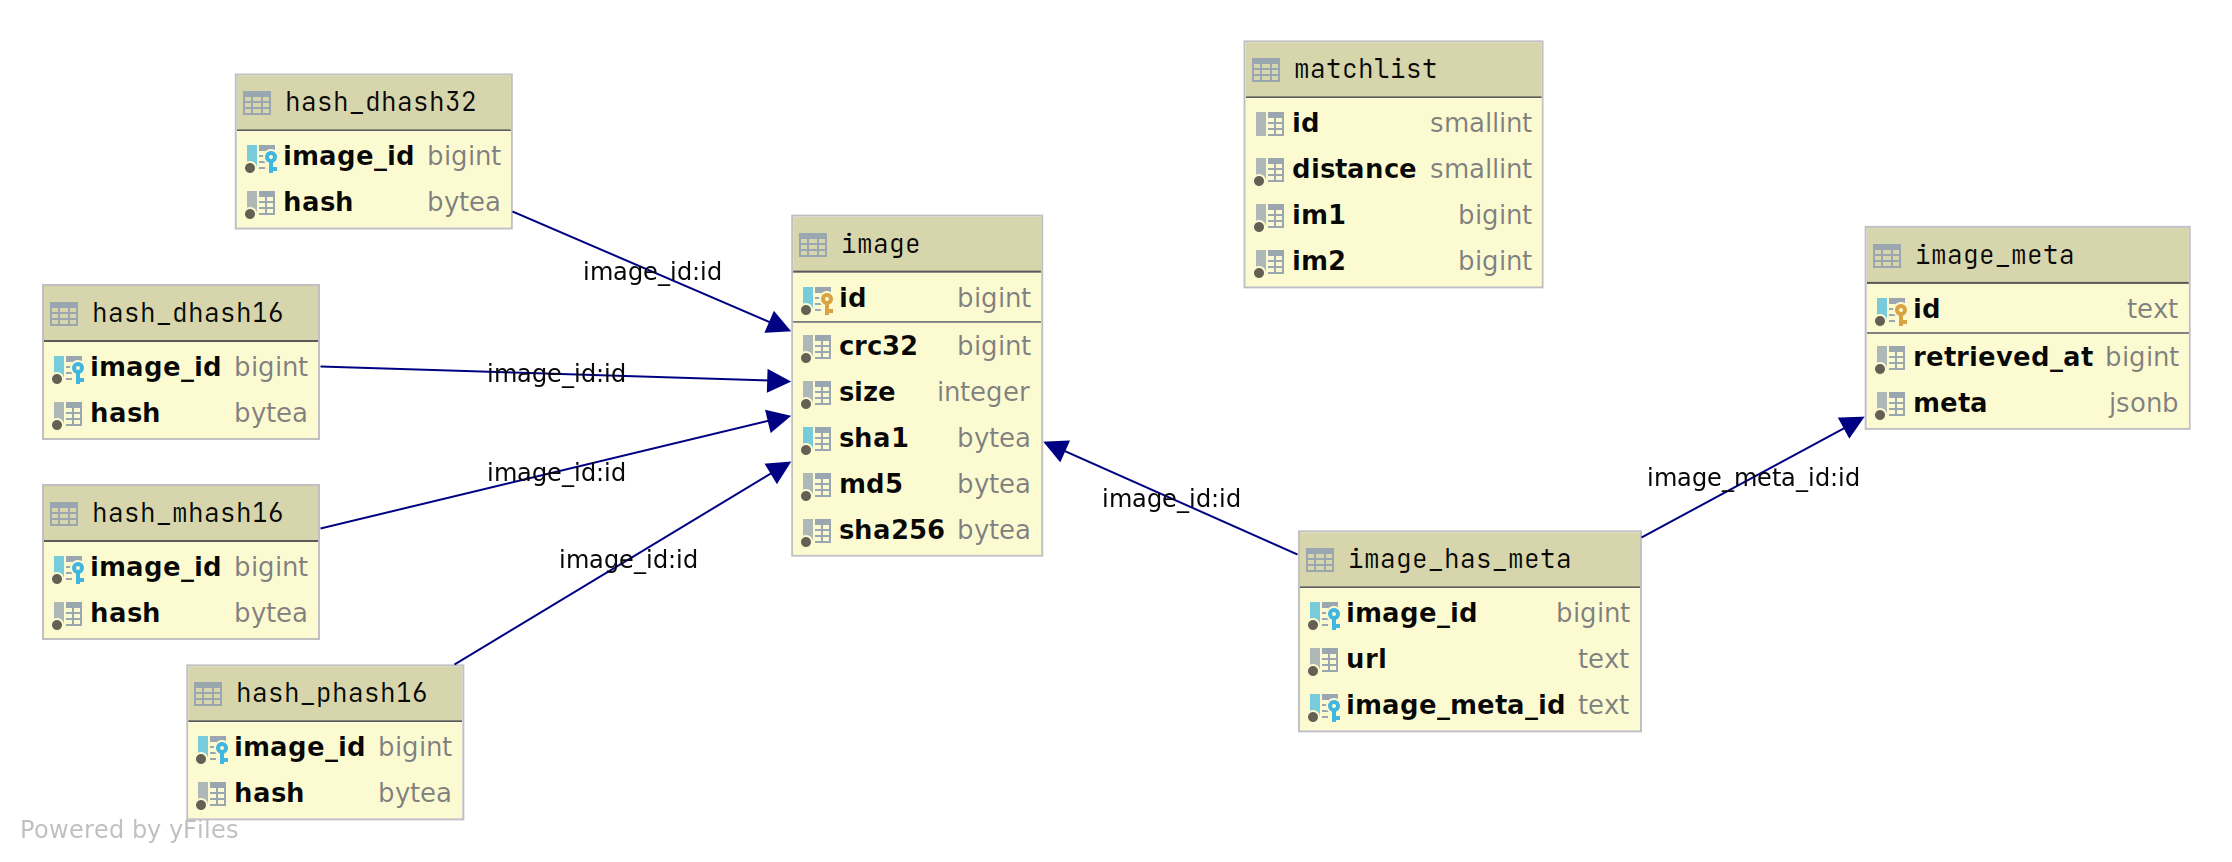 hash_dhash32
image_id bigint
hash bytea
hash_dhash16
image_id bigint
hash bytea
hash_mhash16
image_id bigint
hash bytea
hash_phash16
image_id bigint
hash bytea
image_id:id
image_id:id
image_id:id
image_id:id
image
id bigint
crc32 bigint
size integer
sha1 bytea
md5 bytea
sha256 bytea
matchlist
id smallint
distance smallint
im1 bigint
im2 bigint
image_id:id
image_has_meta
image_id bigint
url text
image_meta_id text
image_meta_id:id
image_meta
id text
retrieved_at bigint
meta jsonb
Powered by yFiles